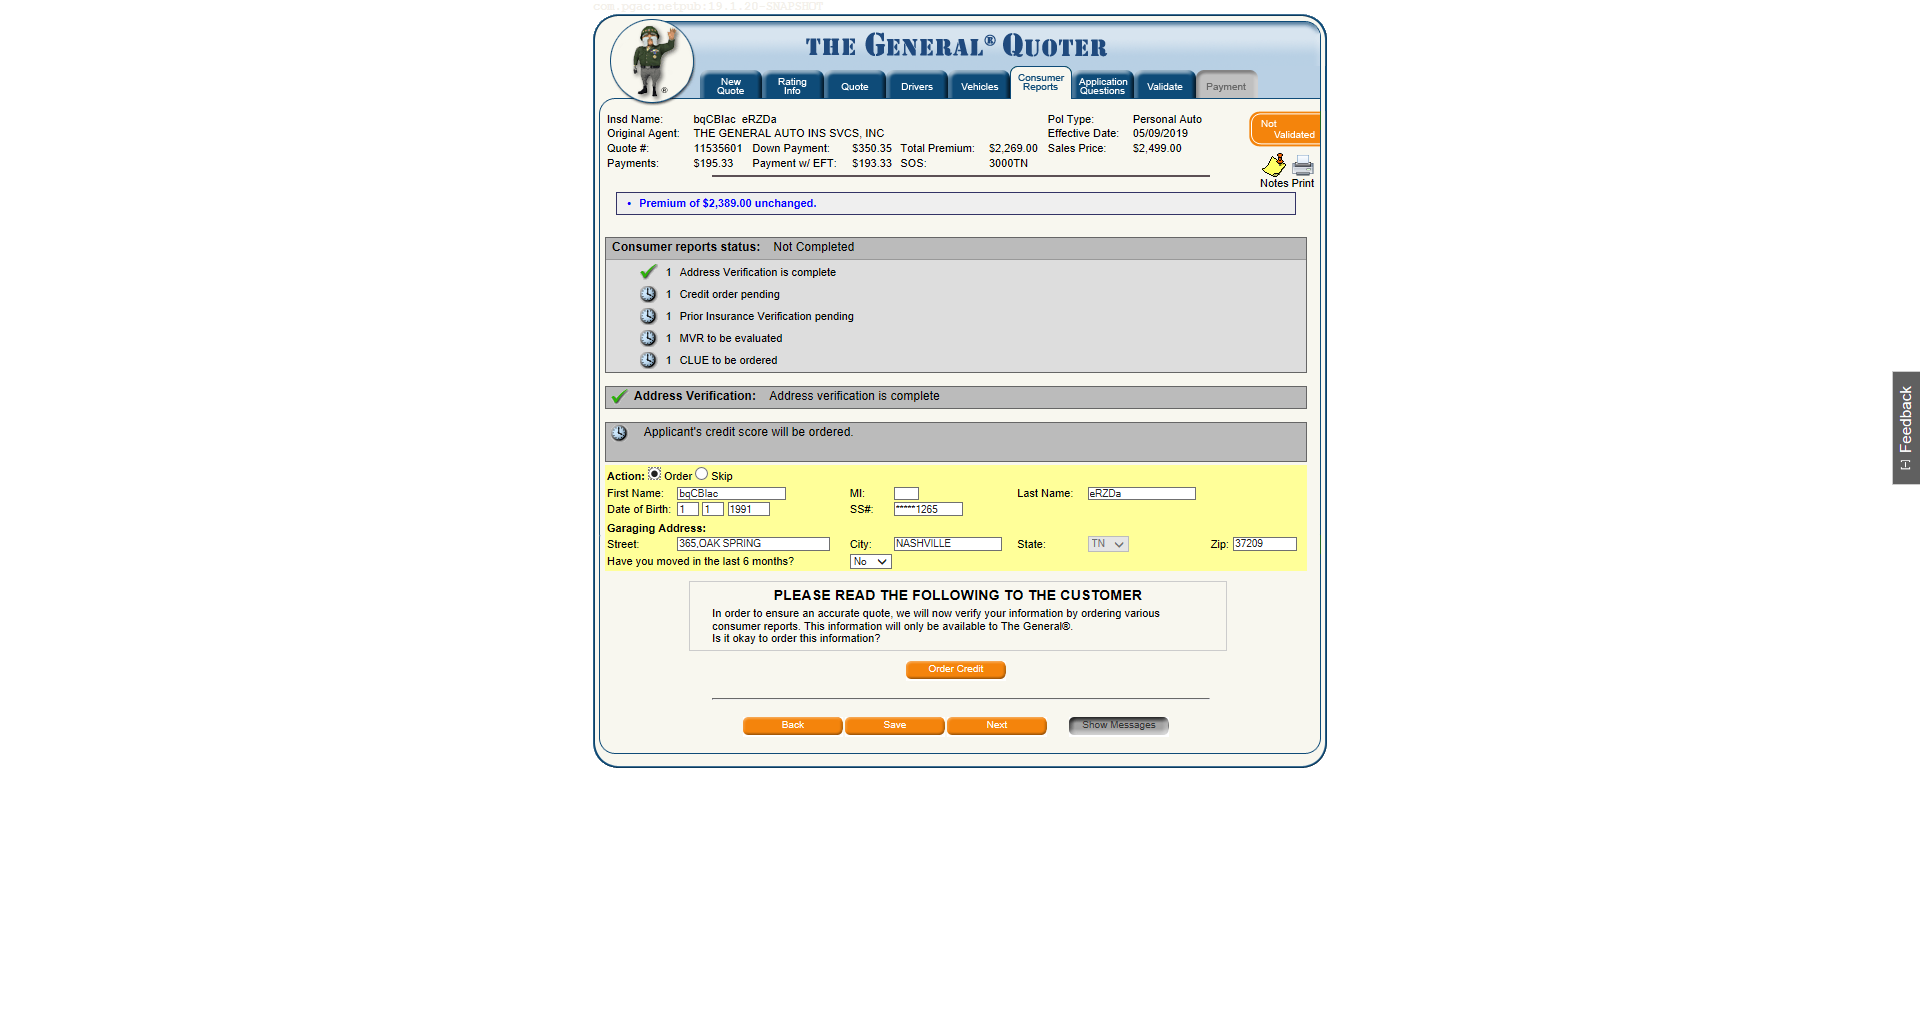 com.pgac:netpub:19.1.20-SNAPSHOT
THE GENERAL® QUOTER
New Quote
Rating Info
Quote
Drivers
Vehicles
Consumer Reports
Application Questions
Validate
Payment
Insd Name: bqCBIac eRZDa Pol Type: Personal Auto
Original Agent: THE GENERAL AUTO INS SVCS, INC Effective Date: 05/09/2019
Quote #: 11535601 Down Payment: $350.35 Total Premium: $2,269.00 Sales Price: $2,499.00
Payments: $195.33 Payment w/ EFT: $193.33 SOS: 3000TN
Not Validated
Notes Print
• Premium of $2,389.00 unchanged.
Consumer reports status: Not Completed
1 Address Verification is complete
1 Credit order pending
1 Prior Insurance Verification pending
1 MVR to be evaluated
1 CLUE to be ordered
Address Verification: Address verification is complete
Applicant's credit score will be ordered.
Action: Order Skip
First Name: bqCBIac MI: Last Name: eRZDa
Date of Birth: 1 1 1991 SS#: *****1265
Garaging Address:
Street: 365,OAK SPRING City: NASHVILLE State: TN Zip: 37209
Have you moved in the last 6 months? No
PLEASE READ THE FOLLOWING TO THE CUSTOMER
In order to ensure an accurate quote, we will now verify your information by ordering various
consumer reports. This information will only be available to The General®.
Is it okay to order this information?
Order Credit
Back Save Next Show Messages
[-] Feedback